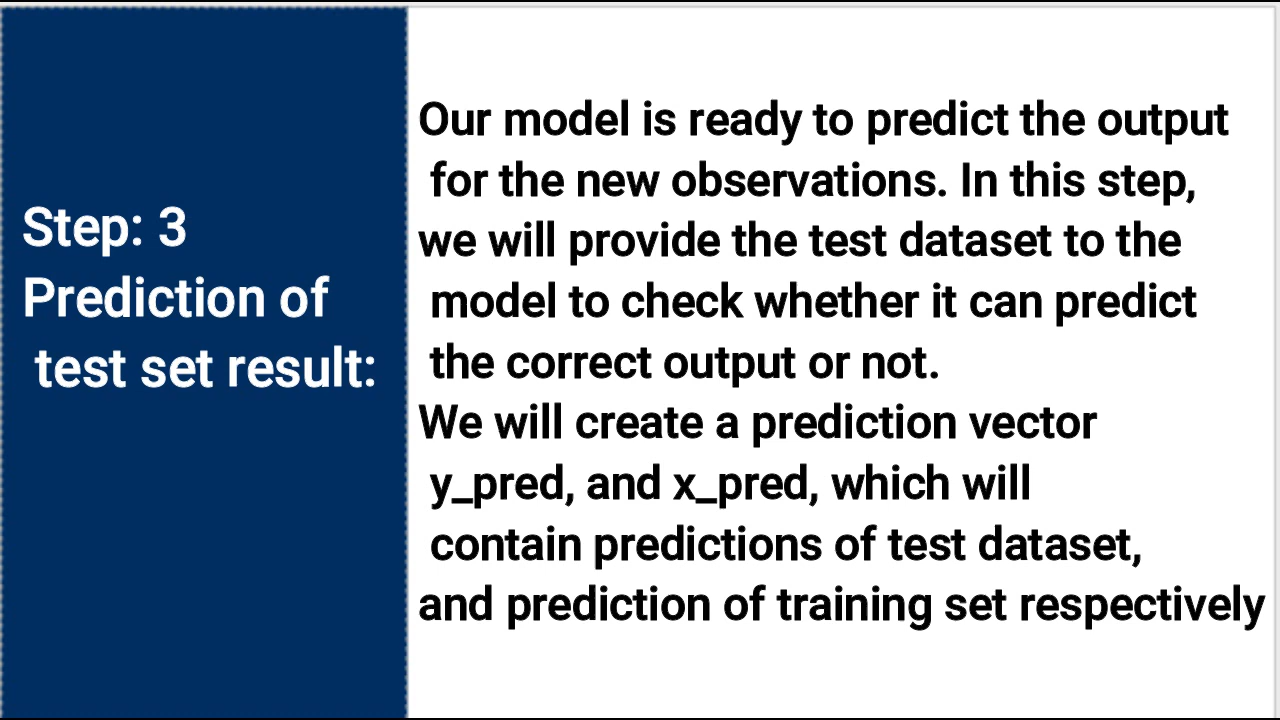 Step: 3
Prediction of
test set result:
Our model is ready to predict the output
for the new observations. In this step,
we will provide the test dataset to the
model to check whether it can predict
the correct output or not.
We will create a prediction vector
y_pred, and x_pred, which will
contain predictions of test dataset,
and prediction of training set respectively